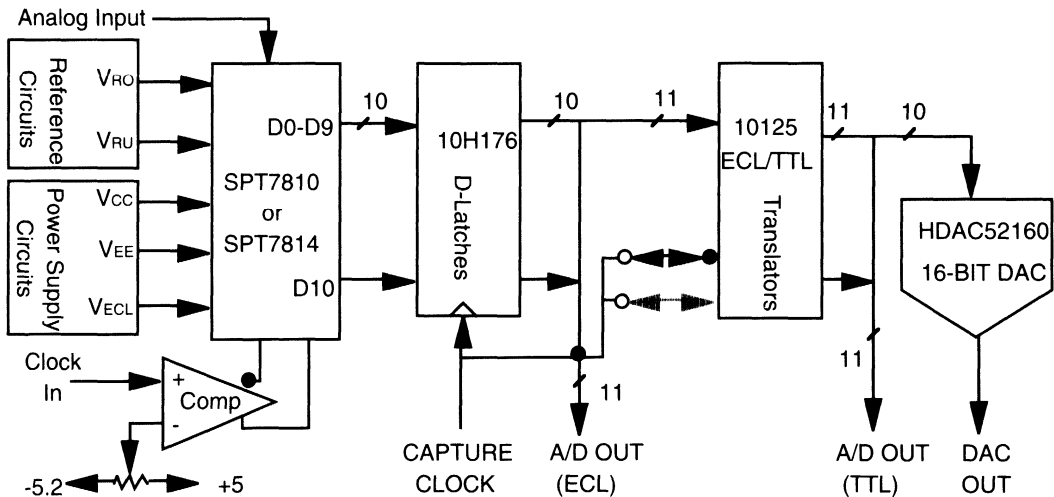 Analog Input
Reference
Circuits
VRO
VRU
Power Supply
Circuits
VCC
VEE
VECL
D0-D9
SPT7810
or
SPT7814
D10
10
10H176
D-Latches
10
11
10125
ECL/TTL
Translators
11
10
HDAC52160
16-BIT DAC
Clock
In
+
Comp
-
-5.2
+5
11
11
CAPTURE
CLOCK
A/D OUT
(ECL)
A/D OUT
(TTL)
DAC
OUT